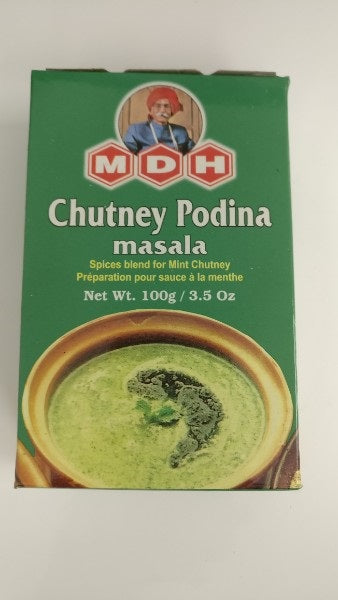 MDH
Chutney Podina
masala
Spices blend for Mint Chutney
Préparation pour sauce à la menthe
Net Wt. 100g / 3.5 Oz